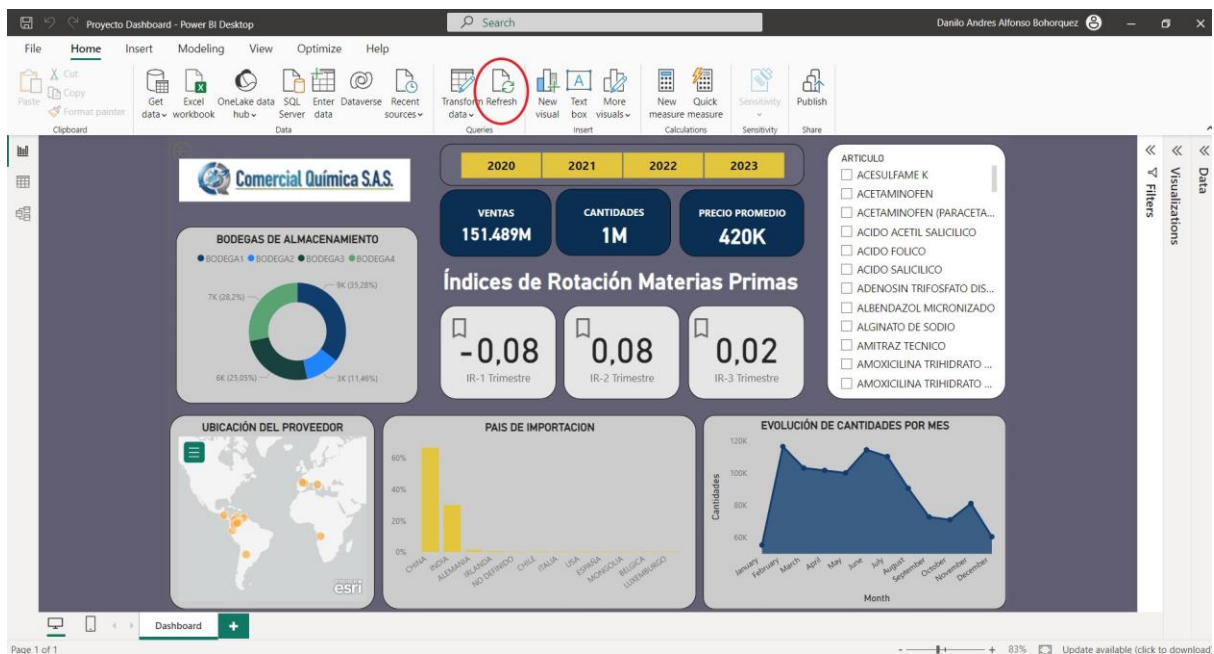 Proyecto Dashboard - Power BI Desktop
Search
Danilo Andres Alfonso Bohorquez
File Home Insert Modeling View Optimize Help
Paste
Cut
Copy
Format painter
Clipboard
Get data
Excel workbook
OneLake data hub
SQL Server
Enter data
Dataverse
Recent sources
Data
Transform data
Refresh
Queries
New visual
Text box
More visuals
Insert
New measure
Quick measure
Calculations
Sensitivity
Sensitivity
Publish
Share
Comercial Química S.A.S.
2020 2021 2022 2023
VENTAS
151.489M
CANTIDADES
1M
PRECIO PROMEDIO
420K
ARTICULO
ACESULFAME K
ACETAMINOFEN
ACETAMINOFEN (PARACETA...
ACIDO ACETIL SALICILICO
ACIDO FOLICO
ACIDO SALICILICO
ADENOSIN TRIFOSFATO DIS...
ALBENDAZOL MICRONIZADO
ALGINATO DE SODIO
AMITRAZ TECNICO
AMOXICILINA TRIHIDRATO ...
AMOXICILINA TRIHIDRATO ...
Filters
Visualizations
Data
BODEGAS DE ALMACENAMIENTO
BODEGA1 BODEGA2 BODEGA3 BODEGA4
7K (28,2%)
9K (35,28%)
6K (25,05%)
3K (11,46%)
Índices de Rotación Materias Primas
-0,08
IR-1 Trimestre
0,08
IR-2 Trimestre
0,02
IR-3 Trimestre
UBICACIÓN DEL PROVEEDOR
esri
PAIS DE IMPORTACION
60%
40%
20%
0%
CHINA
INDIA
ALEMANIA
IRLANDA
NO DEFINIDO
CHILE
ITALIA
USA
ESPAÑA
MONGOLIA
BELGICA
LUXEMBURGO
EVOLUCIÓN DE CANTIDADES POR MES
Cantidades
120K
100K
80K
60K
January
February
March
April
May
June
July
August
September
October
November
December
Month
Dashboard
Page 1 of 1
83%
Update available (click to download)